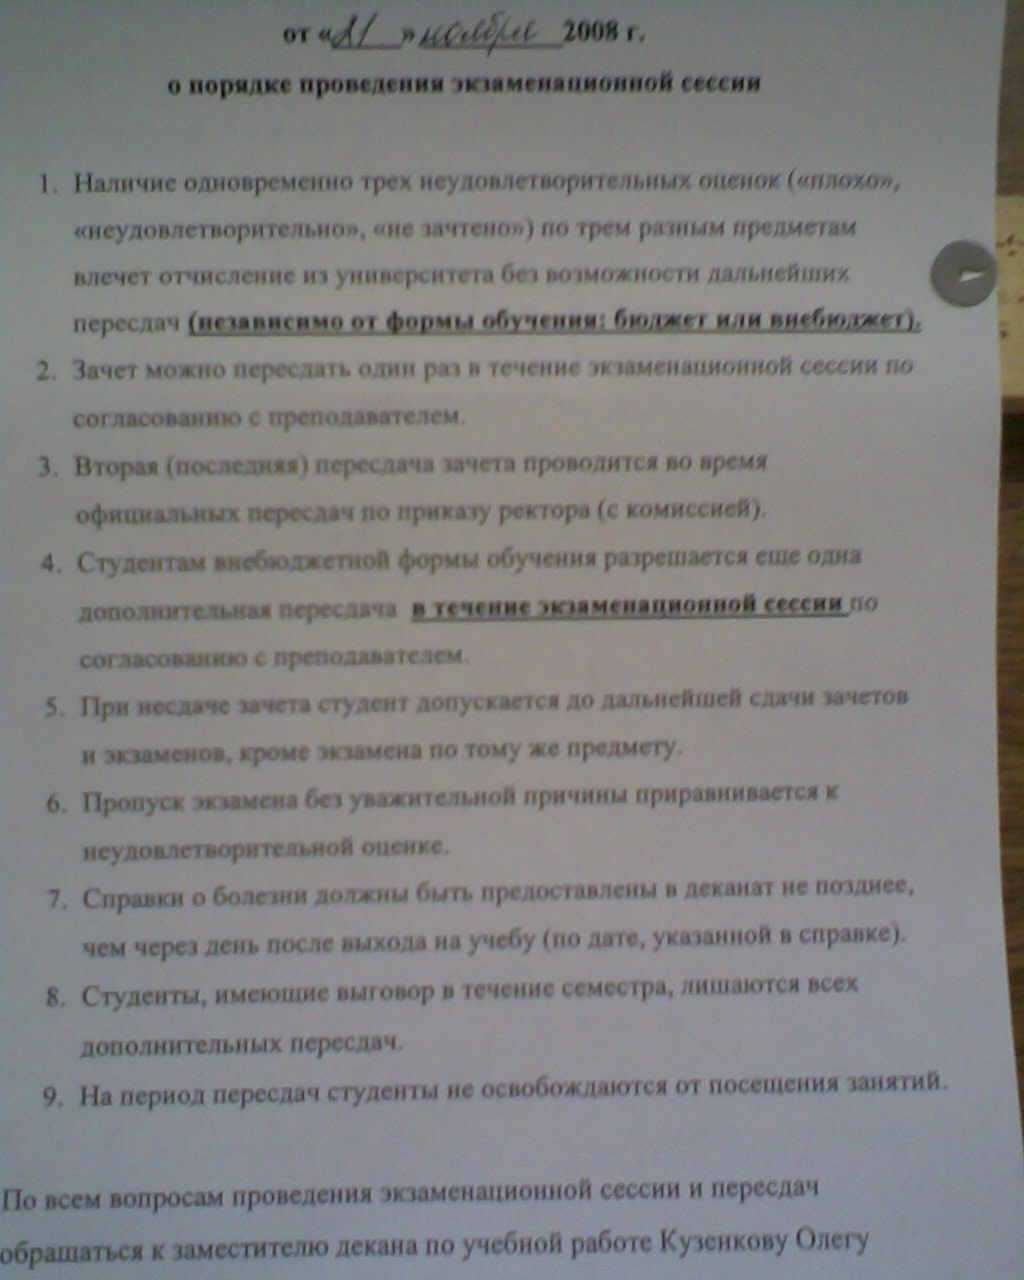 от «21» ноября 2008 г.
о порядке проведения экзаменационной сессии
1. Наличие одновременно трех неудовлетворительных оценок («плохо»,
«неудовлетворительно», «не зачтено») по трем разным предметам
влечет отчисление из университета без возможности дальнейших
пересдач (независимо от формы обучения: бюджет или внебюджет).
2. Зачет можно пересдать один раз в течение экзаменационной сессии по
согласованию с преподавателем.
3. Вторая (последняя) пересдача зачета проводится во время
официальных пересдач по приказу ректора (с комиссией).
4. Студентам внебюджетной формы обучения разрешается еще одна
дополнительная пересдача в течение экзаменационной сессии по
согласованию с преподавателем.
5. При несдаче зачета студент допускается до дальнейшей сдачи зачетов
и экзаменов, кроме экзамена по тому же предмету.
6. Пропуск экзамена без уважительной причины приравнивается к
неудовлетворительной оценке.
7. Справки о болезни должны быть предоставлены в деканат не позднее,
чем через день после выхода на учебу (по дате, указанной в справке).
8. Студенты, имеющие выговор в течение семестра, лишаются всех
дополнительных пересдач.
9. На период пересдач студенты не освобождаются от посещения занятий.
По всем вопросам проведения экзаменационной сессии и пересдач
обращаться к заместителю декана по учебной работе Кузенкову Олегу